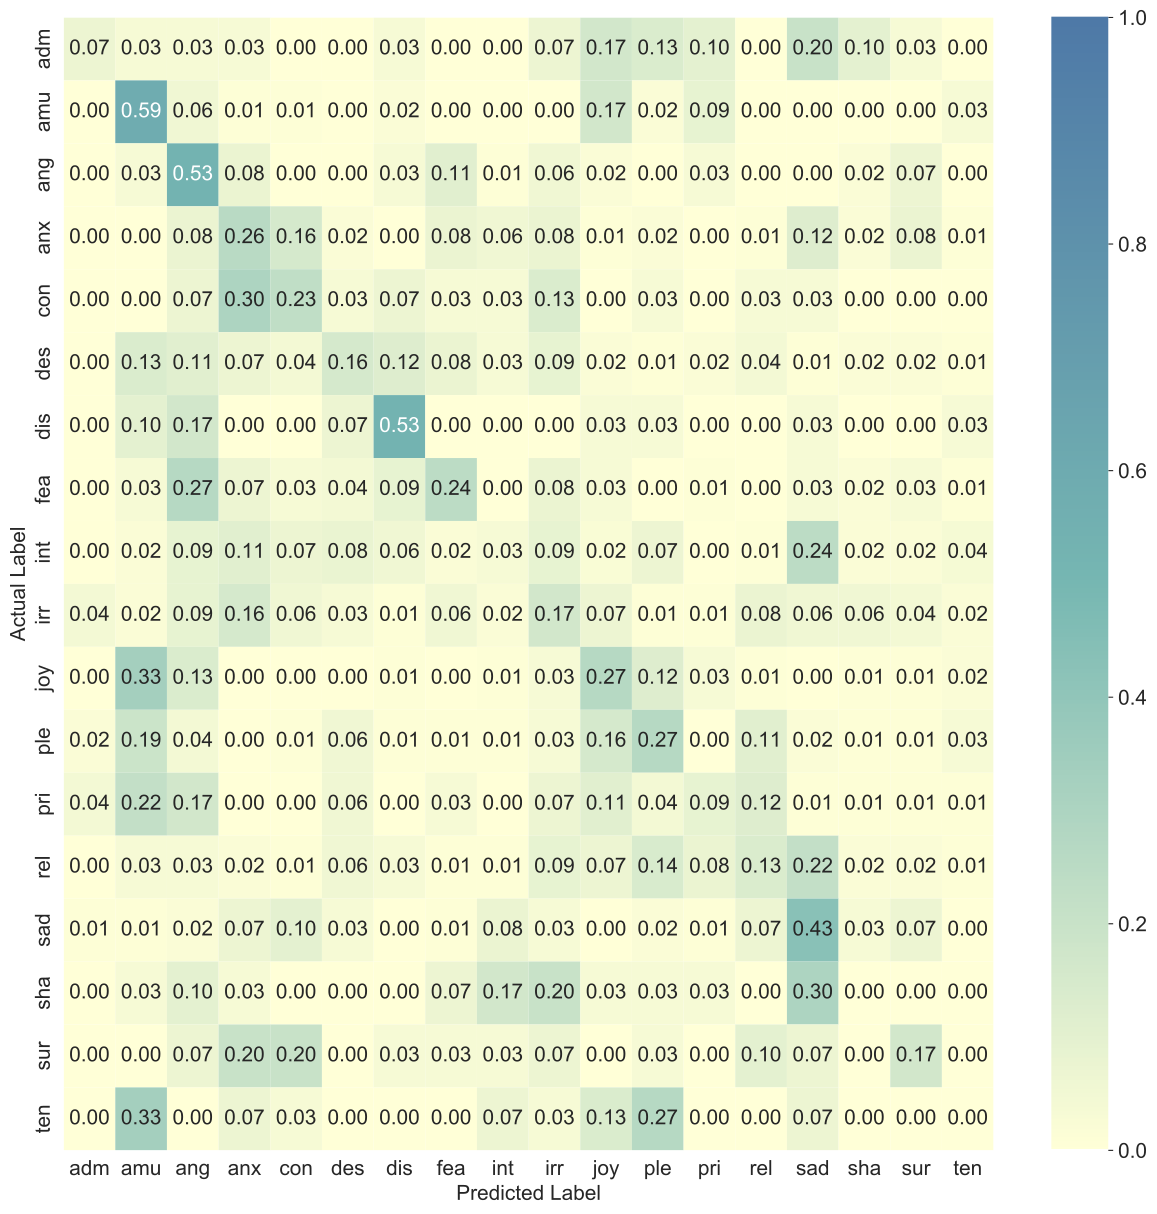 adm 0.07 0.03 0.03 0.03 0.00 0.00 0.03 0.00 0.00 0.07 0.17 0.13 0.10 0.00 0.20 0.10 0.03 0.00
amu 0.00 0.59 0.06 0.01 0.01 0.00 0.02 0.00 0.00 0.00 0.17 0.02 0.09 0.00 0.00 0.00 0.00 0.03
ang 0.00 0.03 0.53 0.08 0.00 0.00 0.03 0.11 0.01 0.06 0.02 0.00 0.03 0.00 0.00 0.02 0.07 0.00
anx 0.00 0.00 0.08 0.26 0.16 0.02 0.00 0.08 0.06 0.08 0.01 0.02 0.00 0.01 0.12 0.02 0.08 0.01
con 0.00 0.00 0.07 0.30 0.23 0.03 0.07 0.03 0.03 0.13 0.00 0.03 0.00 0.03 0.03 0.00 0.00 0.00
des 0.00 0.13 0.11 0.07 0.04 0.16 0.12 0.08 0.03 0.09 0.02 0.01 0.02 0.04 0.01 0.02 0.02 0.01
dis 0.00 0.10 0.17 0.00 0.00 0.07 0.53 0.00 0.00 0.00 0.03 0.03 0.00 0.00 0.03 0.00 0.00 0.03
fea 0.00 0.03 0.27 0.07 0.03 0.04 0.09 0.24 0.00 0.08 0.03 0.00 0.01 0.00 0.03 0.02 0.03 0.01
int 0.00 0.02 0.09 0.11 0.07 0.08 0.06 0.02 0.03 0.09 0.02 0.07 0.00 0.01 0.24 0.02 0.02 0.04
irr 0.04 0.02 0.09 0.16 0.06 0.03 0.01 0.06 0.02 0.17 0.07 0.01 0.01 0.08 0.06 0.06 0.04 0.02
joy 0.00 0.33 0.13 0.00 0.00 0.00 0.01 0.00 0.01 0.03 0.27 0.12 0.03 0.01 0.00 0.01 0.01 0.02
ple 0.02 0.19 0.04 0.00 0.01 0.06 0.01 0.01 0.01 0.03 0.16 0.27 0.00 0.11 0.02 0.01 0.01 0.03
pri 0.04 0.22 0.17 0.00 0.00 0.06 0.00 0.03 0.00 0.07 0.11 0.04 0.09 0.12 0.01 0.01 0.01 0.01
rel 0.00 0.03 0.03 0.02 0.01 0.06 0.03 0.01 0.01 0.09 0.07 0.14 0.08 0.13 0.22 0.02 0.02 0.01
sad 0.01 0.01 0.02 0.07 0.10 0.03 0.00 0.01 0.08 0.03 0.00 0.02 0.01 0.07 0.43 0.03 0.07 0.00
sha 0.00 0.03 0.10 0.03 0.00 0.00 0.00 0.07 0.17 0.20 0.03 0.03 0.03 0.00 0.30 0.00 0.00 0.00
sur 0.00 0.00 0.07 0.20 0.20 0.00 0.03 0.03 0.03 0.07 0.00 0.03 0.00 0.10 0.07 0.00 0.17 0.00
ten 0.00 0.33 0.00 0.07 0.03 0.00 0.00 0.00 0.07 0.03 0.13 0.27 0.00 0.00 0.07 0.00 0.00 0.00
adm amu ang anx con des dis fea int irr joy ple pri rel sad sha sur ten
Predicted Label
Actual Label
1.0
0.8
0.6
0.4
0.2
0.0